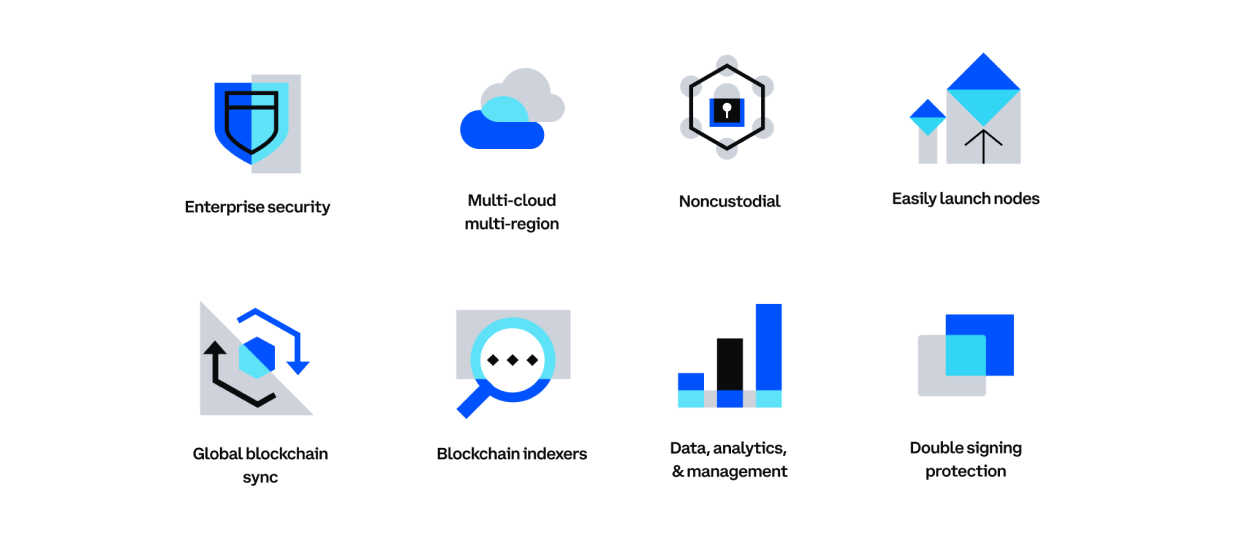 Enterprise security
Multi-cloud
multi-region
Noncustodial
Easily launch nodes
Global blockchain
sync
Blockchain indexers
Data, analytics,
& management
Double signing
protection